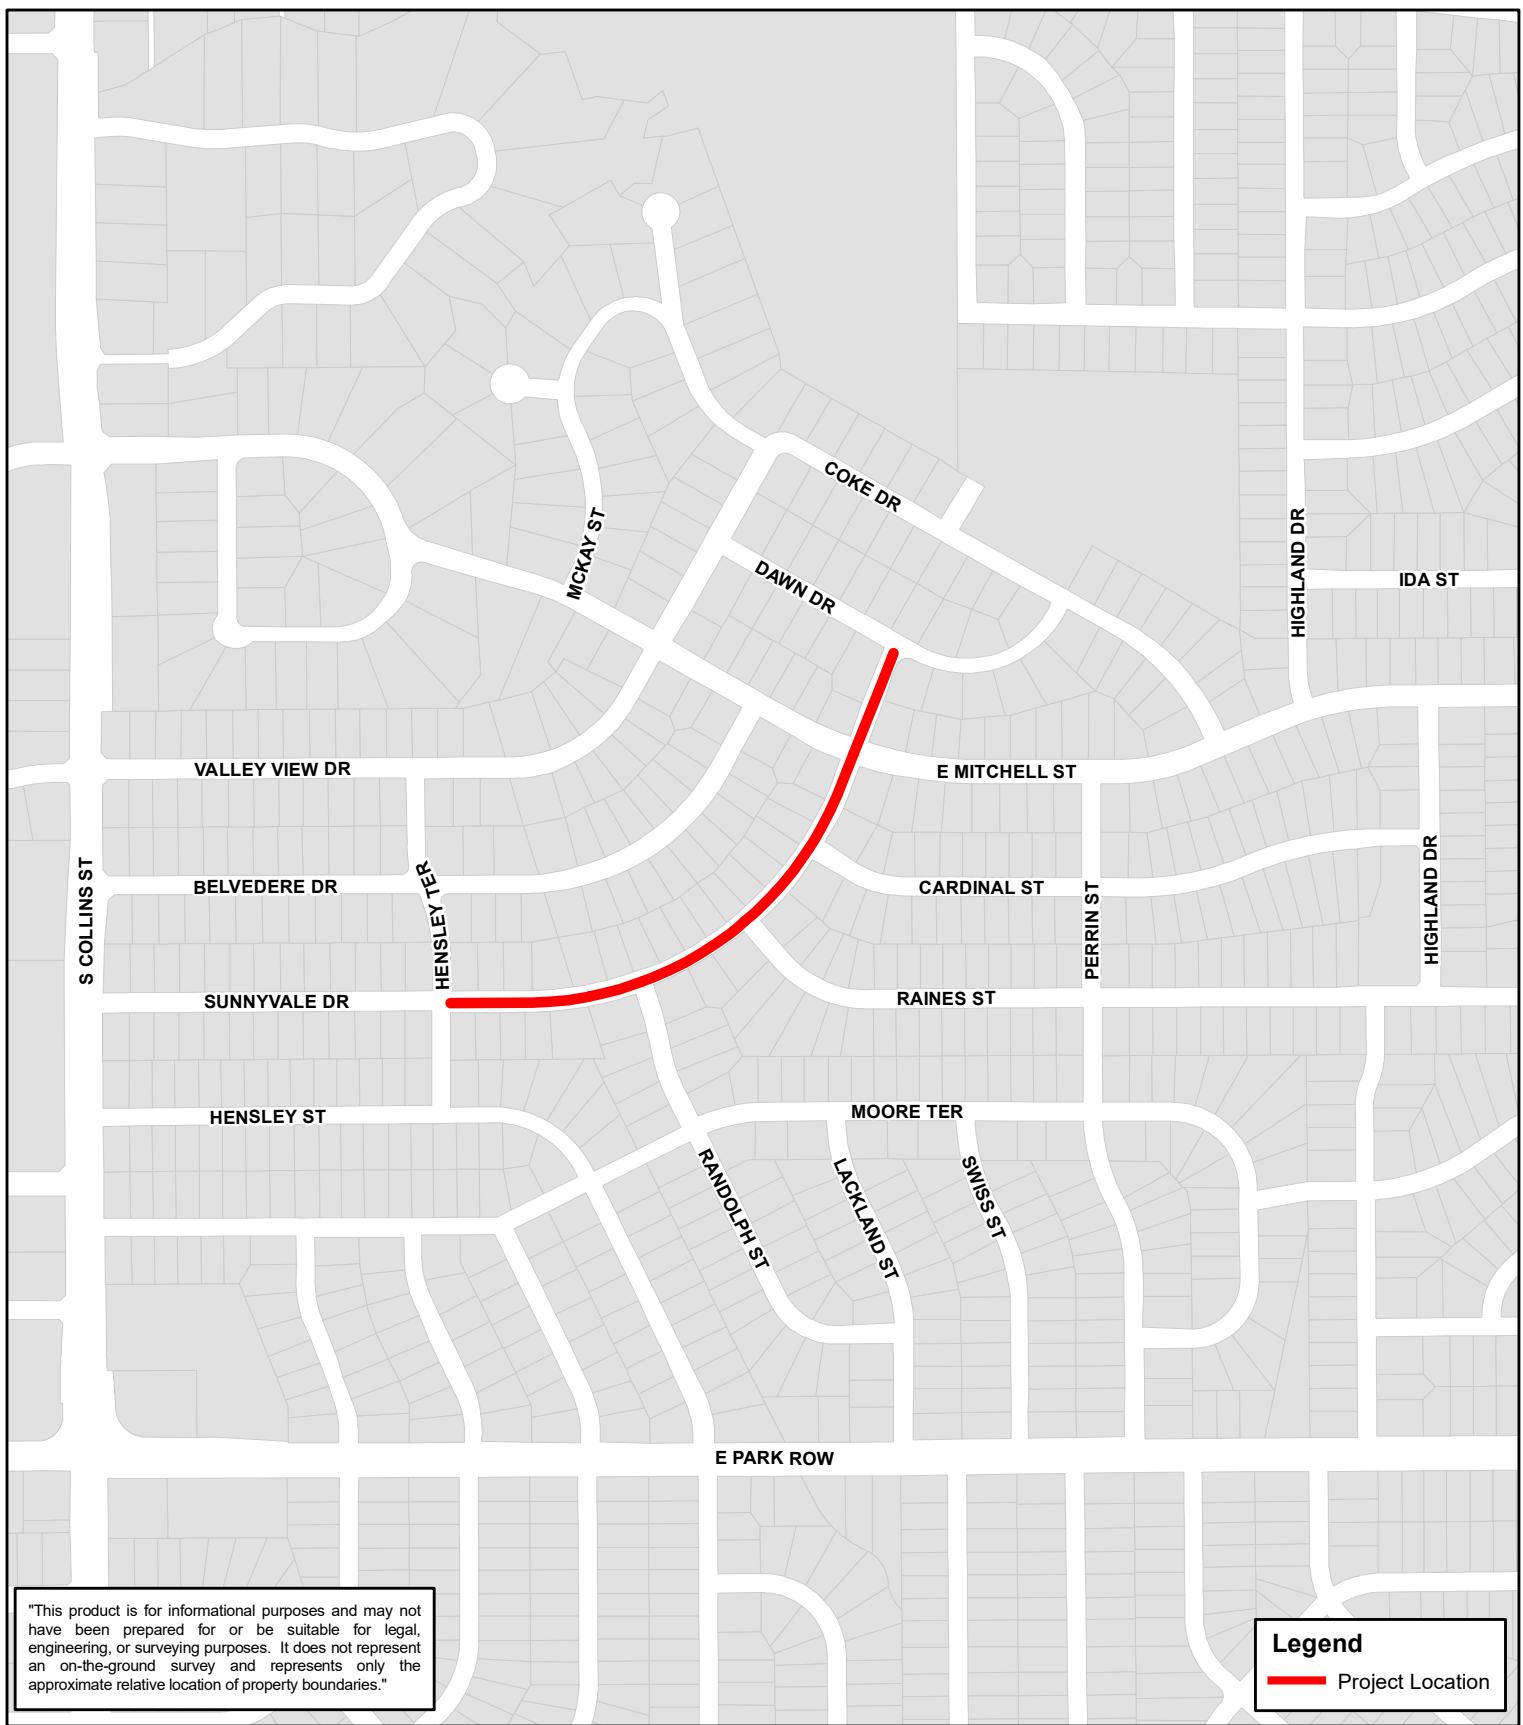 COKE DR
MCKAY ST
HIGHLAND DR
DAWN DR
IDA ST
VALLEY VIEW DR
E MITCHELL ST
S COLLINS ST
BELVEDERE DR
HENSLEY TER
CARDINAL ST
PERRIN ST
HIGHLAND DR
SUNNYVALE DR
RAINES ST
HENSLEY ST
MOORE TER
RANDOLPH ST
LACKLAND ST
SWISS ST
E PARK ROW
"This product is for informational purposes and may not
have been prepared for or be suitable for legal,
engineering, or surveying purposes. It does not represent
an on-the-ground survey and represents only the
approximate relative location of property boundaries."
Legend
Project Location